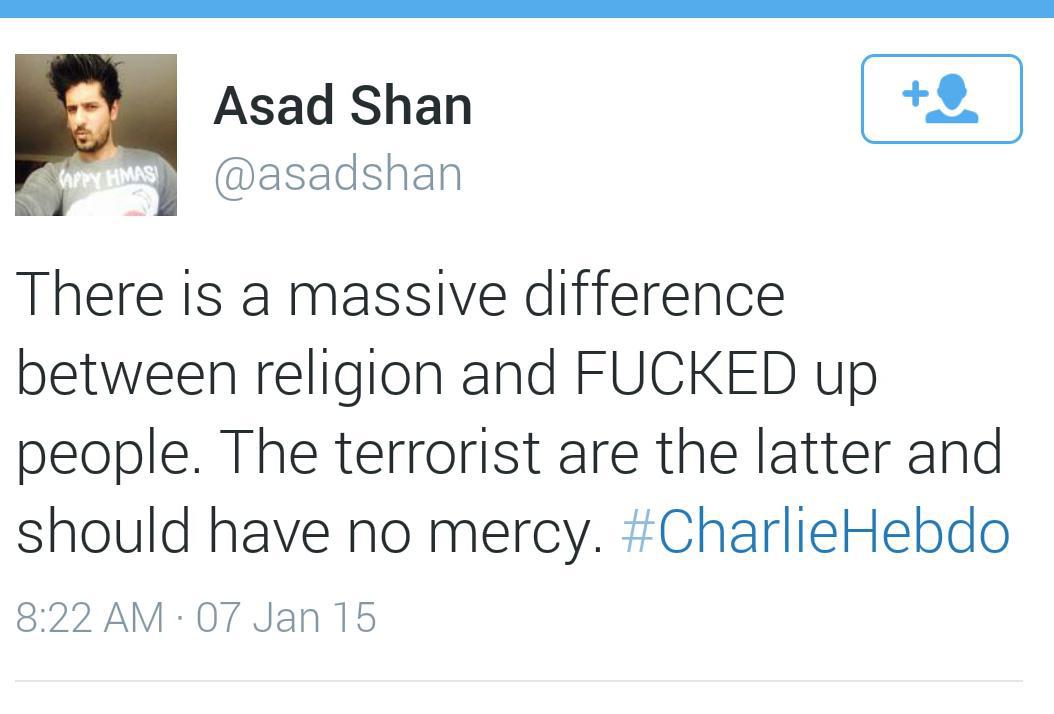 Asad Shan
@asadshan
There is a massive difference
between religion and FUCKED up
people. The terrorist are the latter and
should have no mercy. #CharlieHebdo
8:22 AM · 07 Jan 15